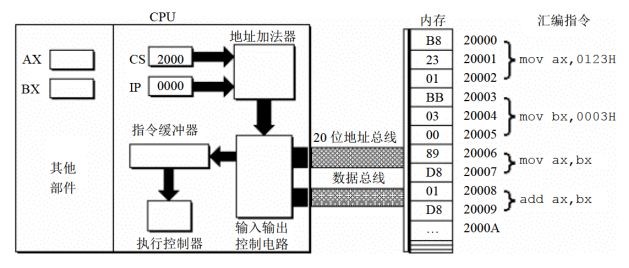 CPU
内存 汇编指令
地址加法器
AX
BX
CS 2000
IP 0000
指令缓冲器
20 位地址总线
数据总线
其他
部件
执行控制器
输入输出
控制电路
B8 20000
23 20001 mov ax,0123H
01 20002
BB 20003
03 20004 mov bx,0003H
00 20005
89 20006 mov ax,bx
D8 20007
01 20008 add ax,bx
D8 20009
… 2000A